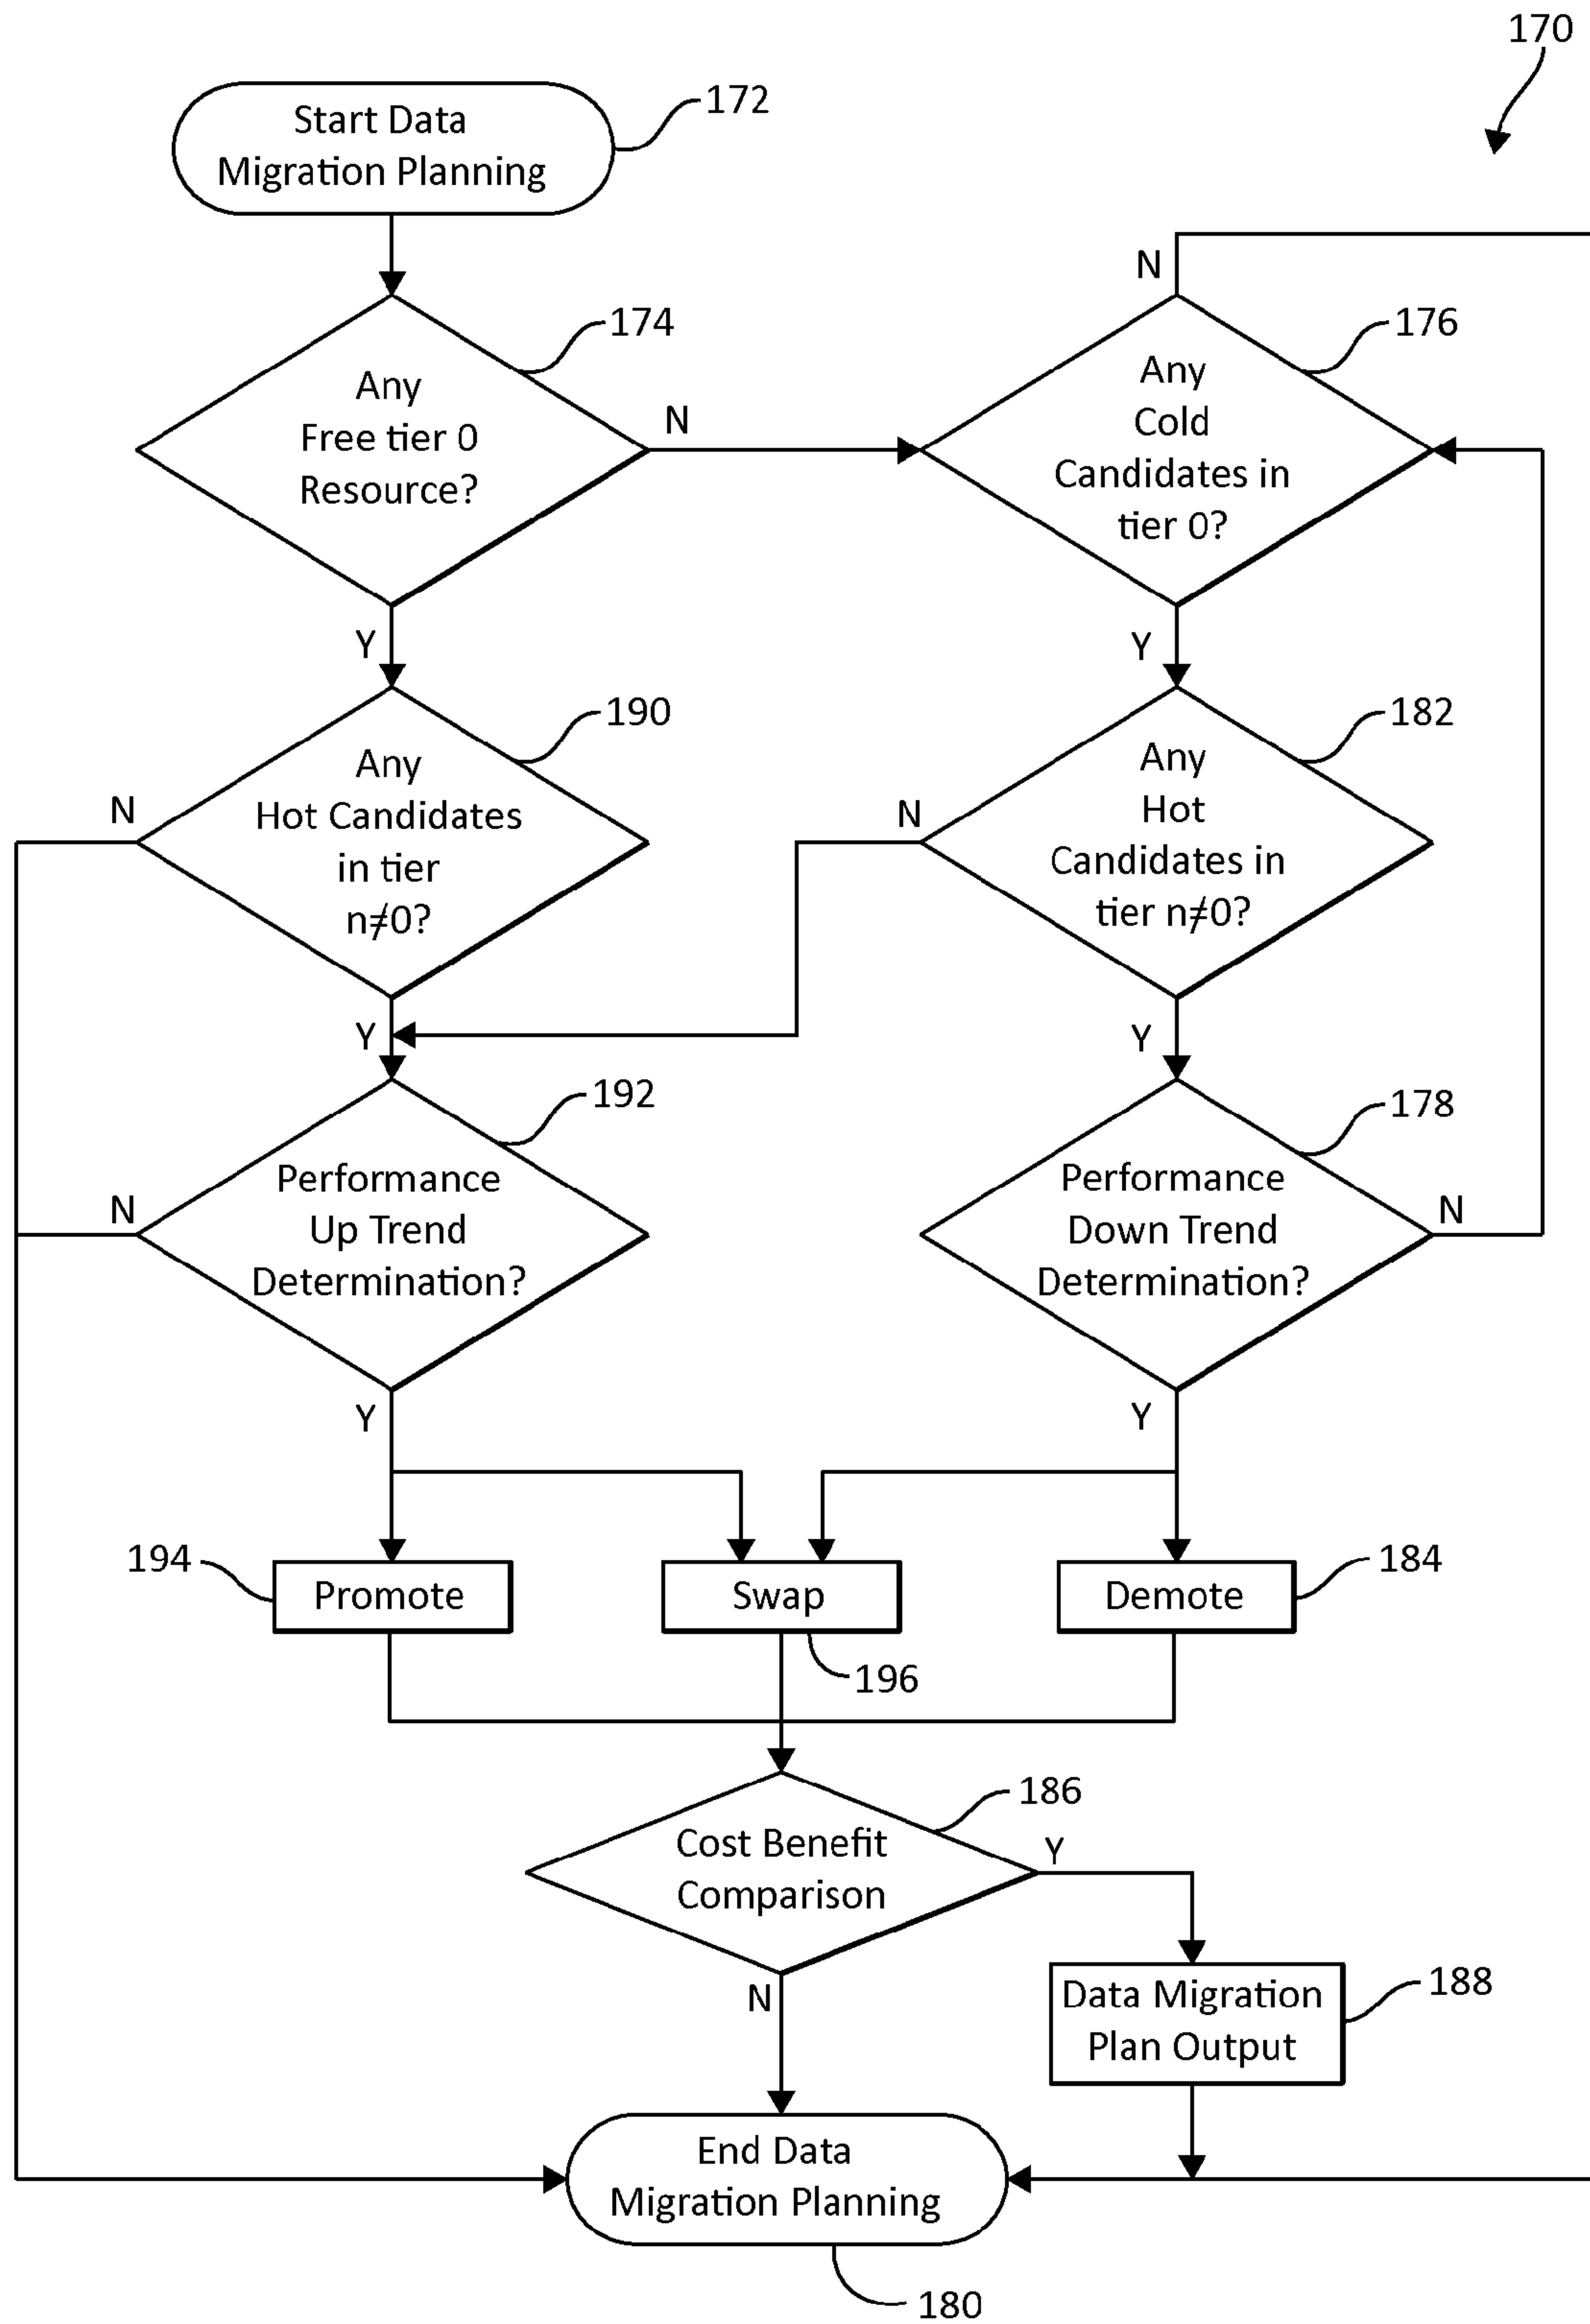 170
Start Data
Migration Planning
172
N
Any
Free tier 0
Resource?
174
N
Any
Cold
Candidates in
tier 0?
176
Y
Y
Any
Hot Candidates
in tier
n≠0?
190
N
Any
Hot
Candidates in
tier n≠0?
182
N
Y
Y
Performance
Up Trend
Determination?
192
N
Performance
Down Trend
Determination?
178
N
Y
Y
194
Promote
Swap
196
Demote
184
Cost Benefit
Comparison
186
Y
N
Data Migration
Plan Output
188
End Data
Migration Planning
180